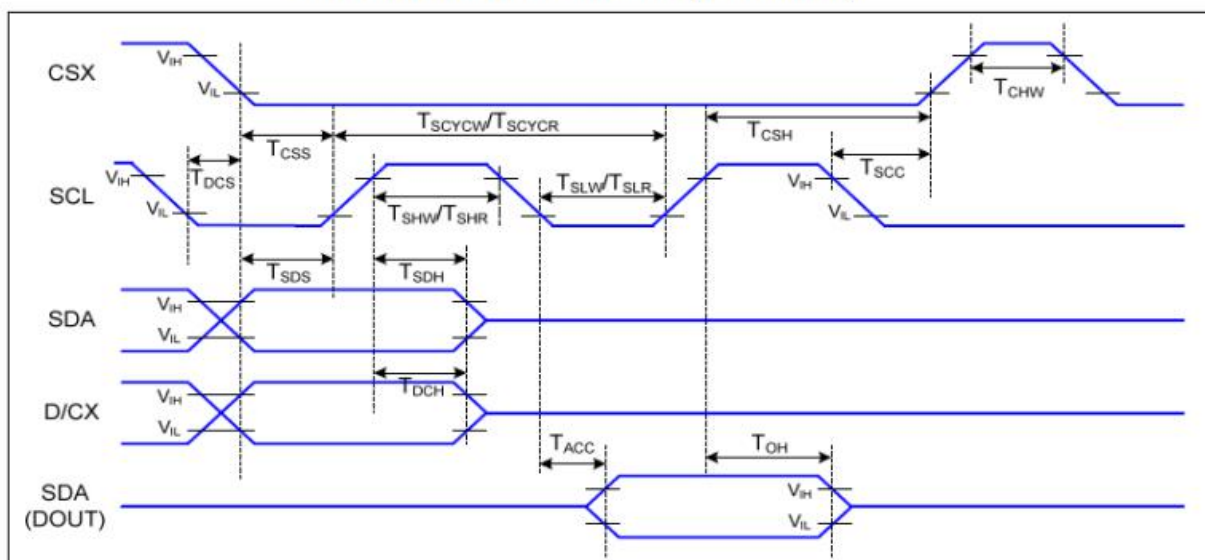 CSX
VIH
VIL
TCHW
TSCYCW/TSCYCR
TCSH
TCSS
TDCS
TSCC
SCL
VIH
VIL
TSHW/TSHR
TSLW/TSLR
VIH
VIL
TSDS
TSDH
SDA
VIH
VIL
D/CX
VIH
VIL
TDCH
TACC
TOH
SDA
(DOUT)
VIH
VIL